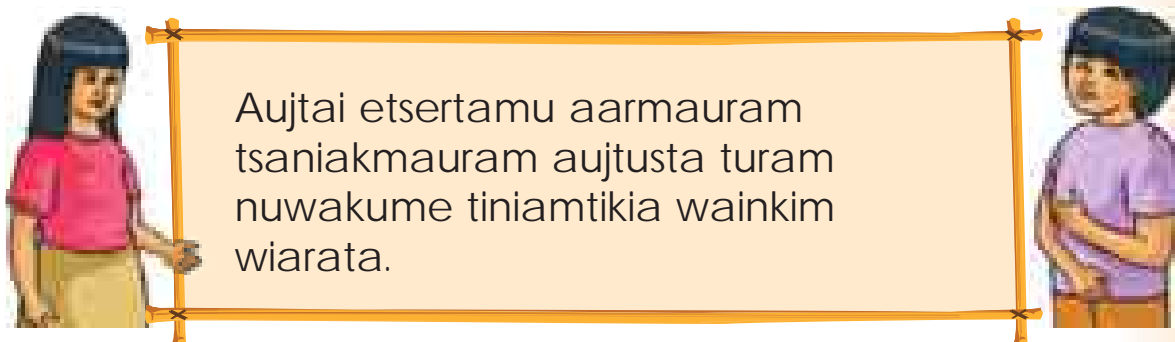 Aujtai etsertamu aarmauram
tsaniakmauram aujtusta turam
nuwakume tiniamtikia wainkim
wiarata.